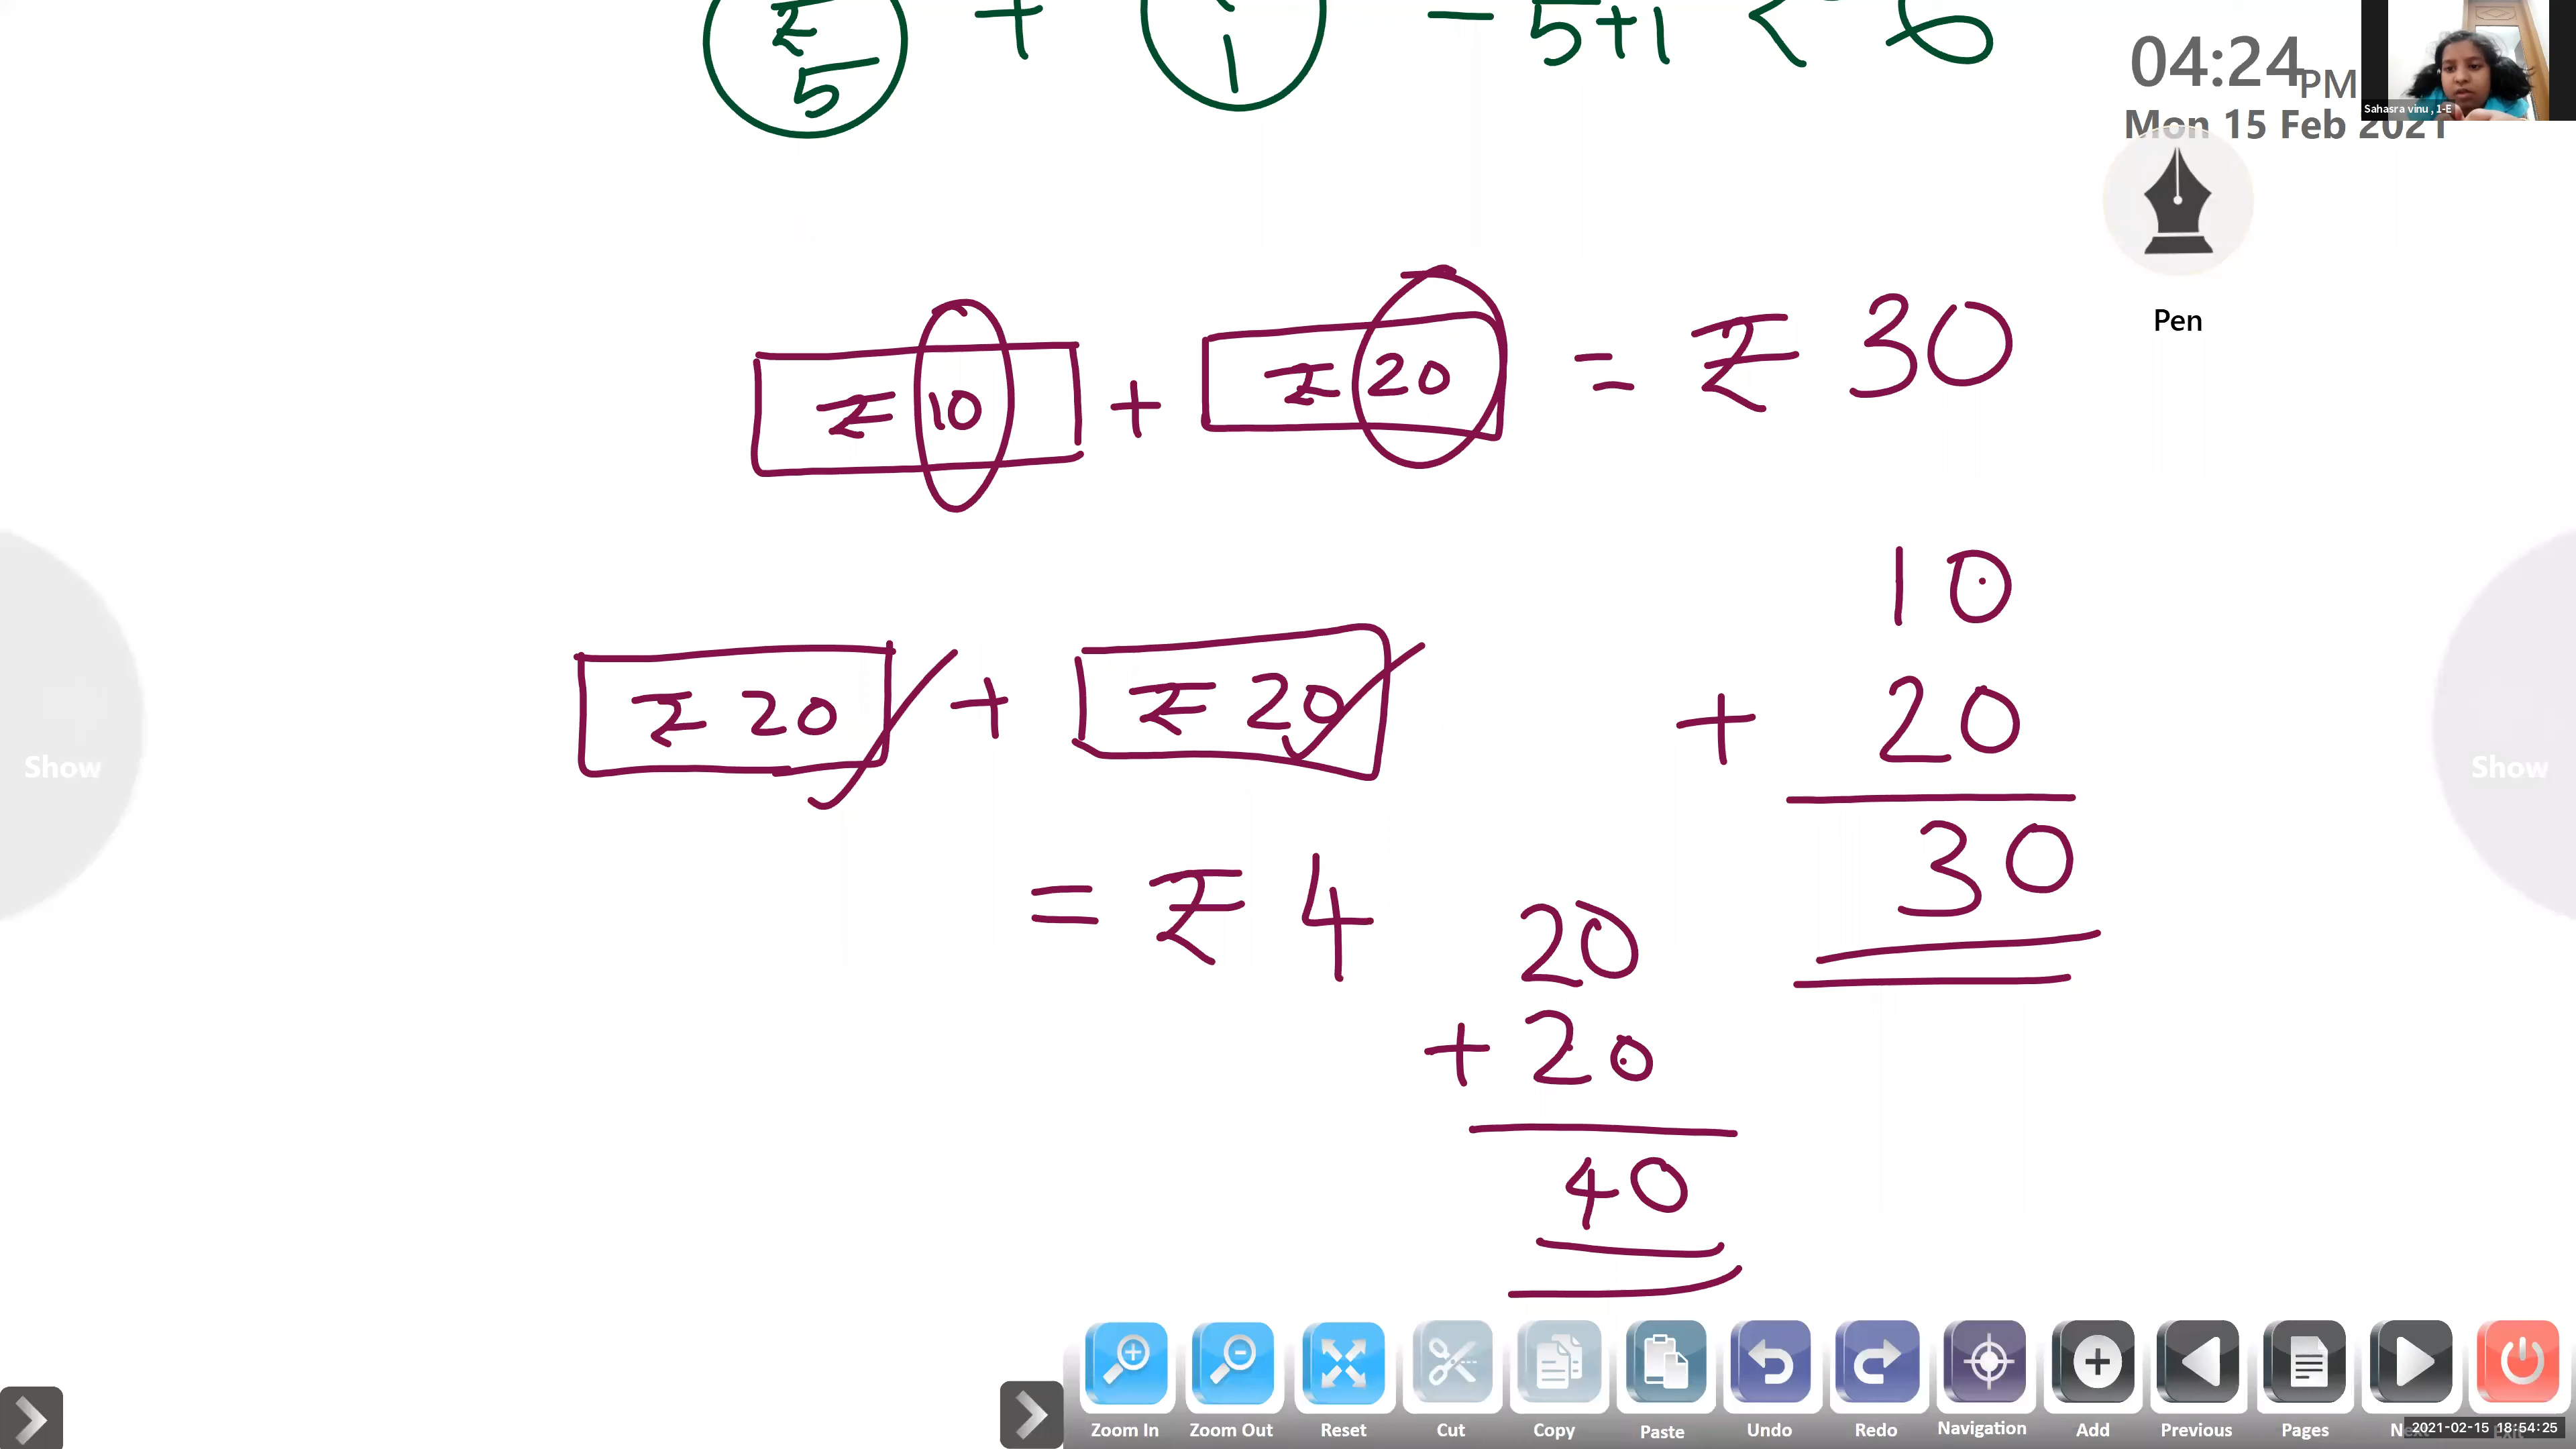 ₹ 5 + 1 = 5+1 < 6
04:24 PM
Sahasra vinu , 1-E
Mon 15 Feb 2021
Pen
₹ 10 + ₹ 20 = ₹ 30
10
+ 20
30
₹ 20 + ₹ 20
= ₹ 4
20
+ 20
40
Show
Show
Zoom In Zoom Out Reset Cut Copy Paste Undo Redo Navigation Add Previous Pages
2021-02-15 18:54:25